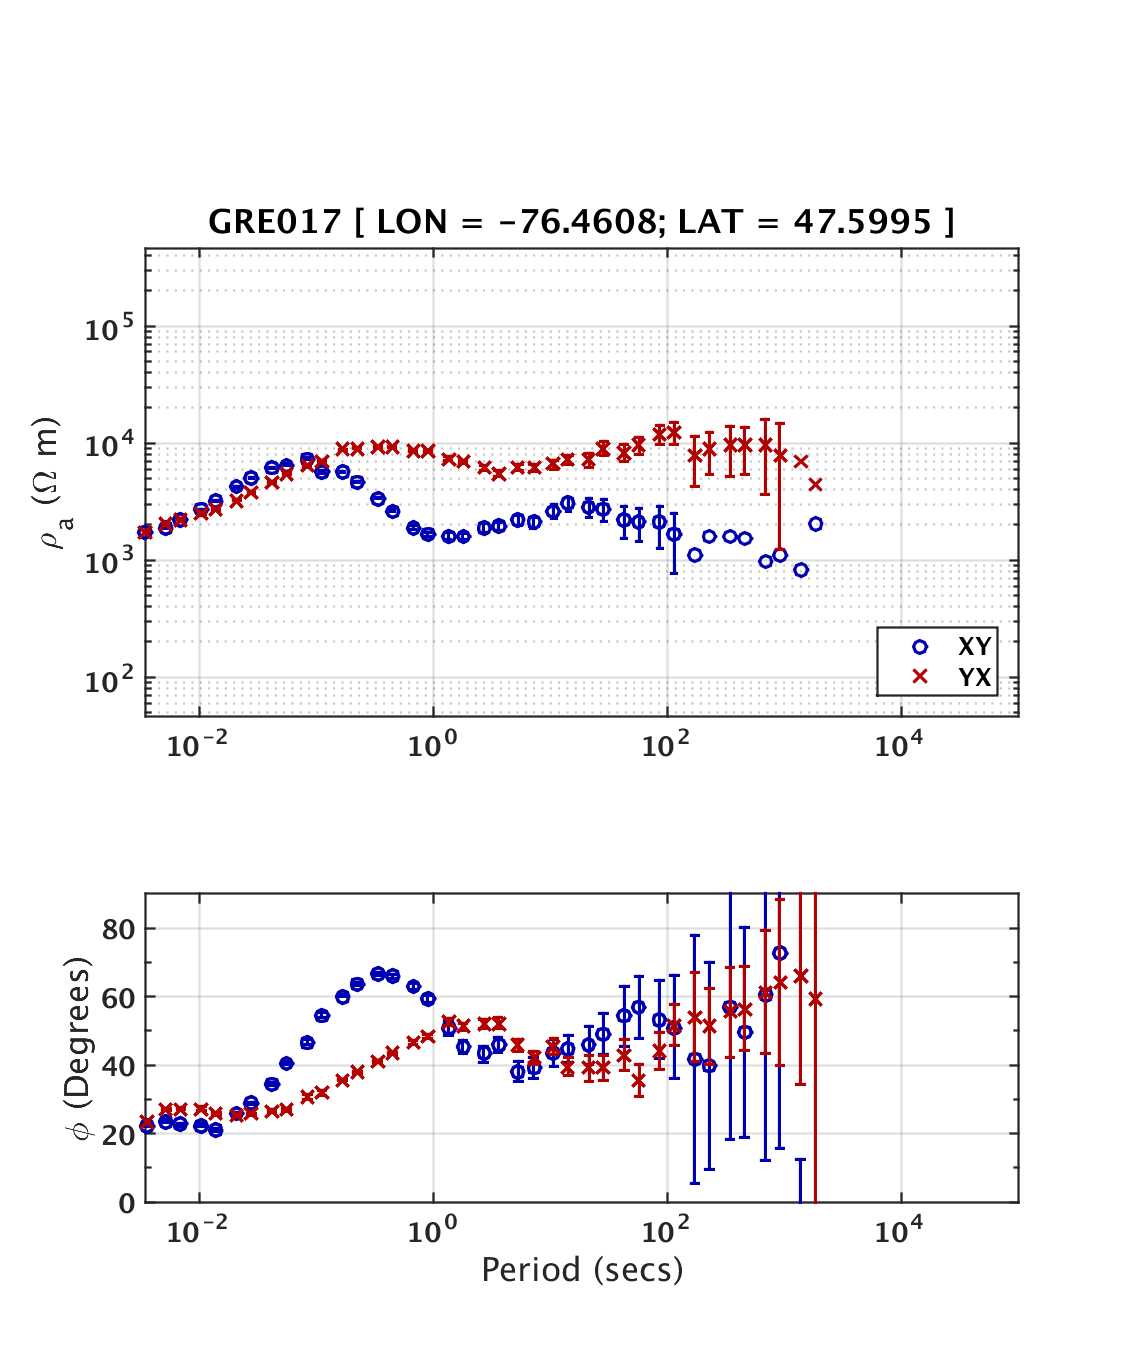 GRE017 [ LON = -76.4608; LAT = 47.5995 ]
ρa (Ω m)
10^5
10^4
10^3
10^2
XY
YX
10^-2 10^0 10^2 10^4
φ (Degrees)
80
60
40
20
0
10^-2 10^0 10^2 10^4
Period (secs)